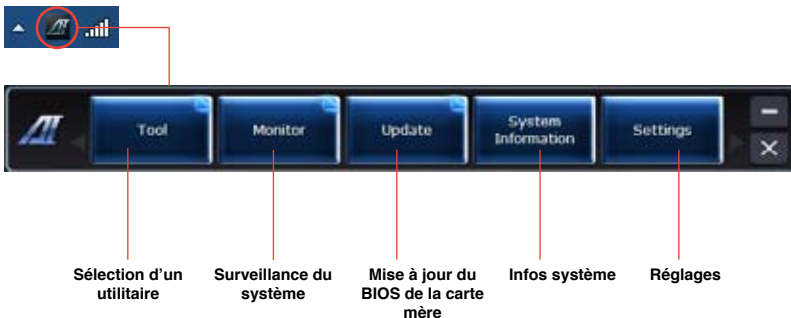 Tool
Monitor
Update
System
Information
Settings
Sélection d'un
utilitaire
Surveillance du
système
Mise à jour du
BIOS de la carte
mère
Infos système
Réglages